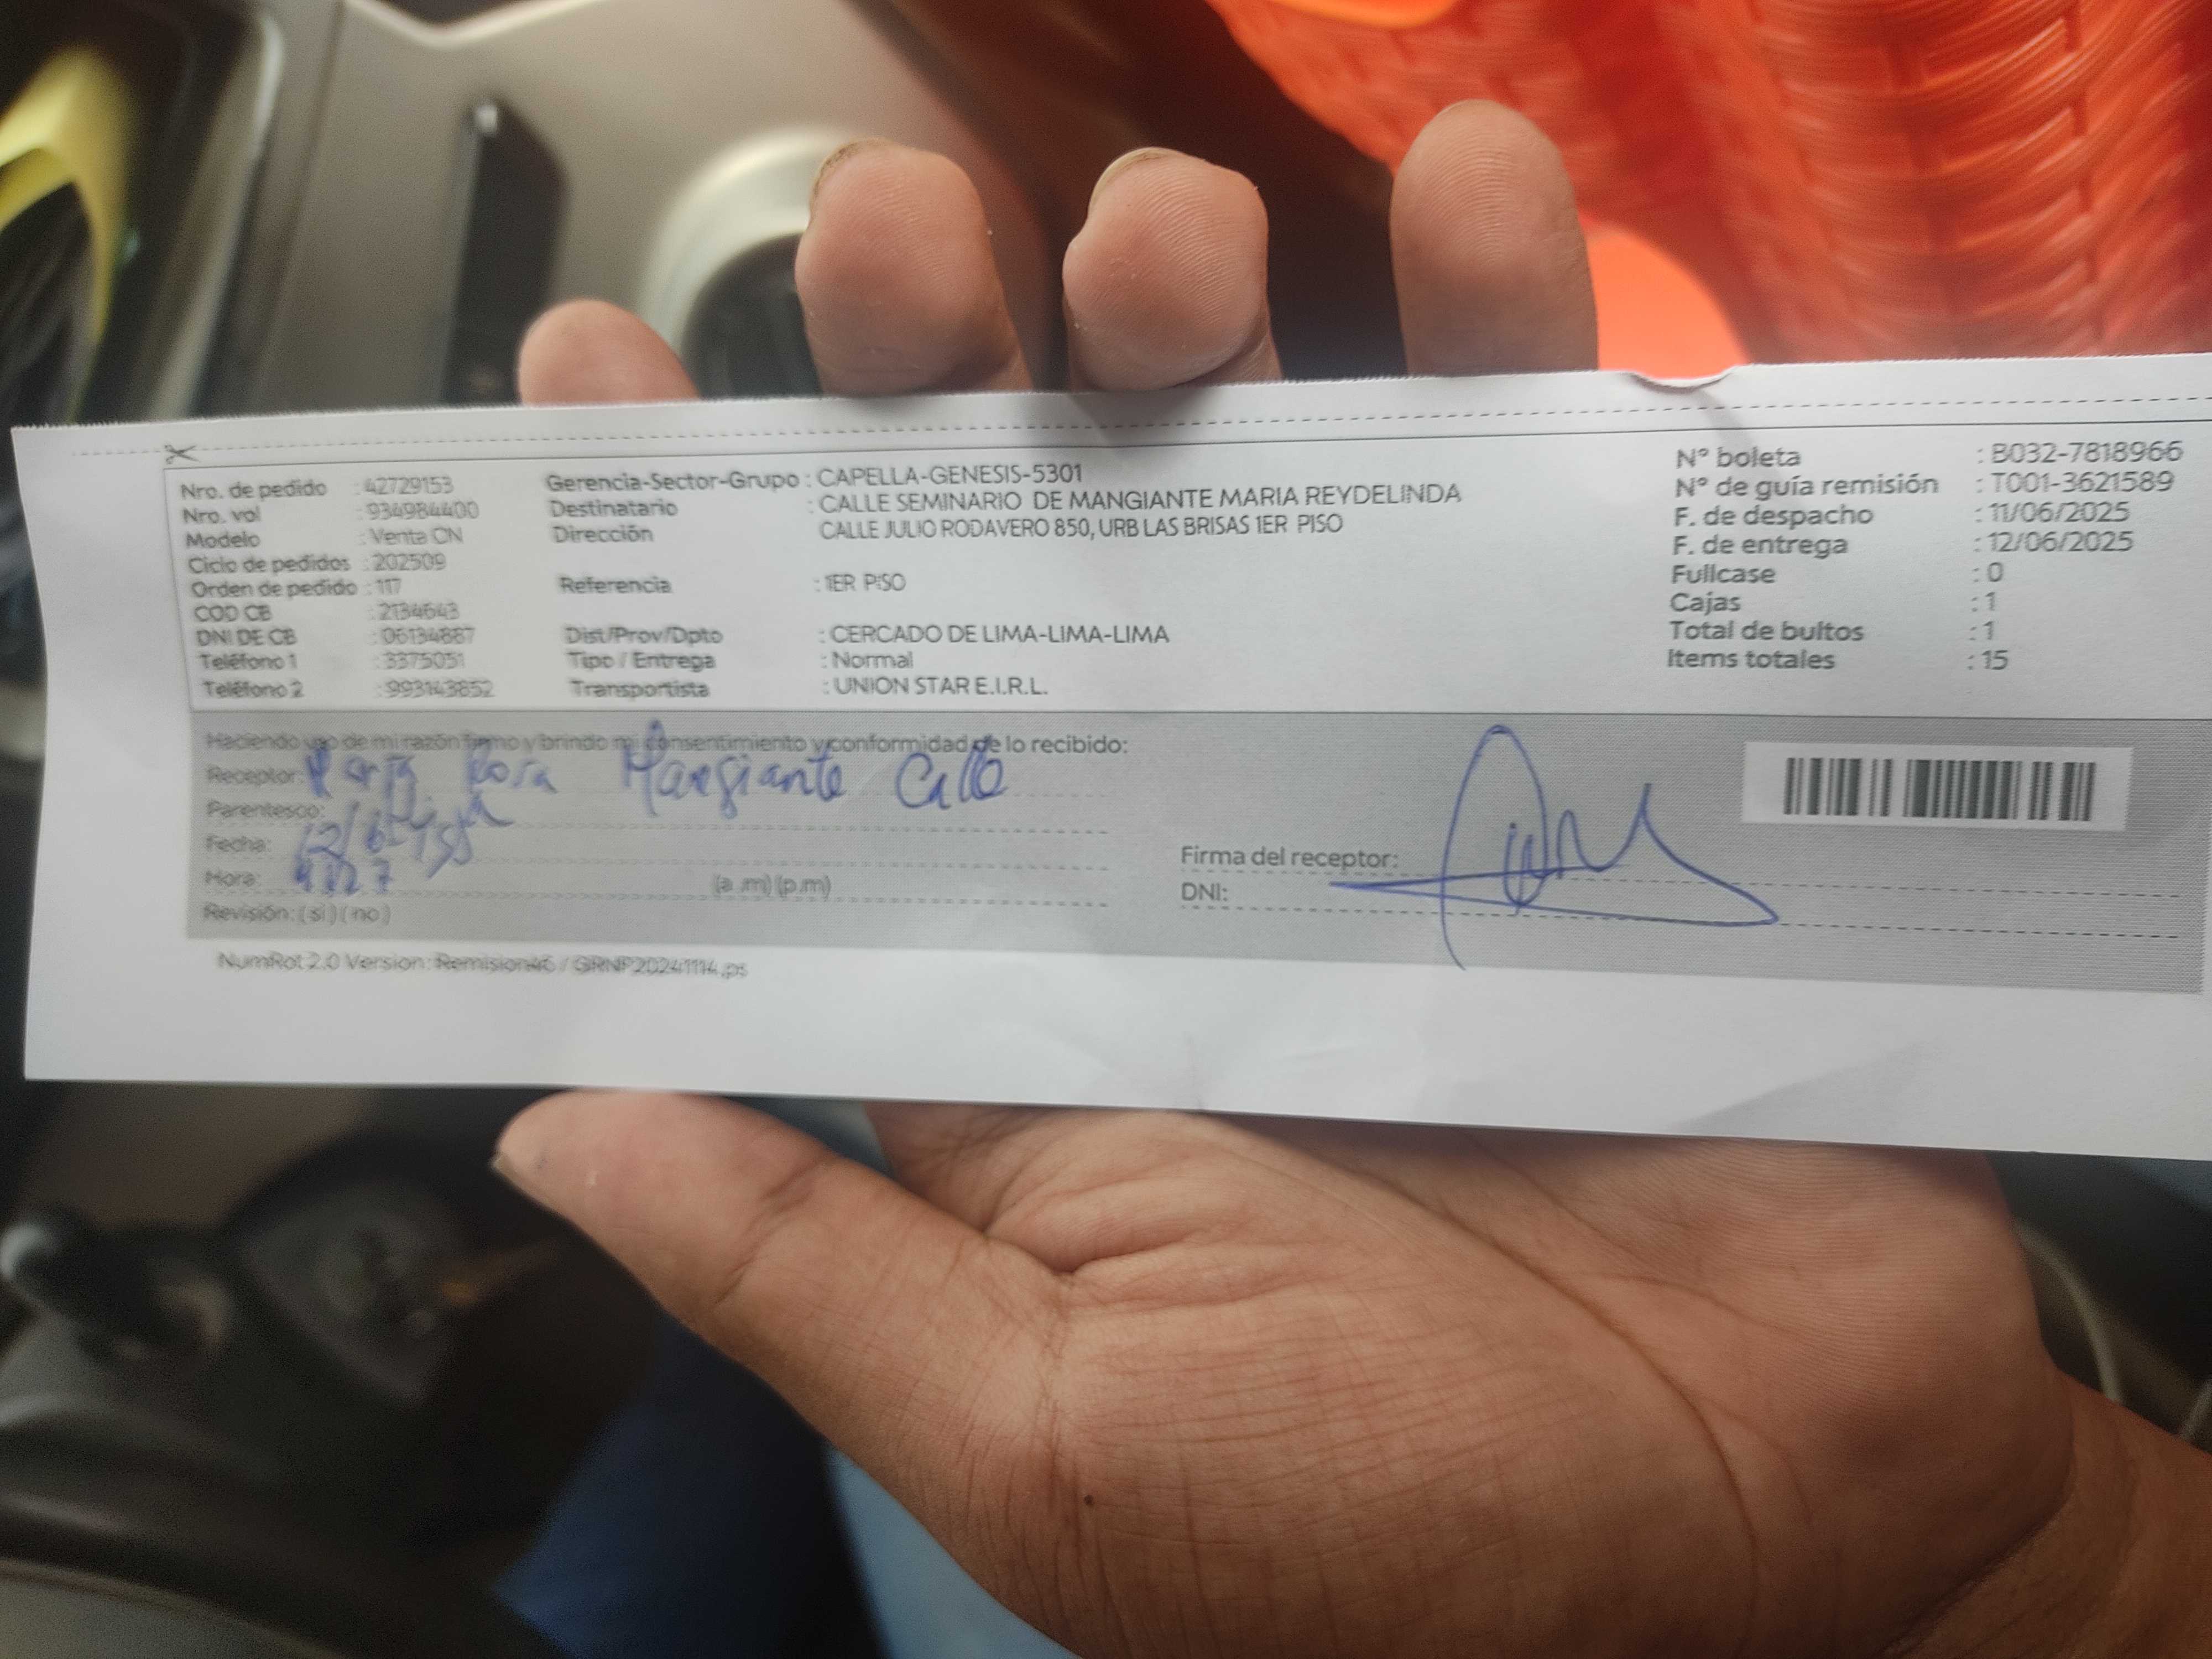 Nro. de pedido : 42729153
Nro. vol : 934984400
Modelo : Venta CN
Ciclo de pedidos : 202509
Orden de pedido : 117
COD CB : 2134643
DNI DE CB : 06134887
Teléfono 1 : 3375051
Teléfono 2 : 993143852
Gerencia-Sector-Grupo : CAPELLA-GENESIS-5301
Destinatario : CALLE SEMINARIO DE MANGIANTE MARIA REYDELINDA
Dirección CALLE JULIO RODAVERO 850, URB LAS BRISAS 1ER PISO
Referencia : 1ER PISO
Dist/Prov/Dpto : CERCADO DE LIMA-LIMA-LIMA
Tipo / Entrega : Normal
Transportista : UNION STAR E.I.R.L.
N° boleta : B032-7818966
N° de guía remisión : T001-3621589
F. de despacho : 11/06/2025
F. de entrega : 12/06/2025
Fullcase : 0
Cajas : 1
Total de bultos : 1
Items totales : 15
Haciendo uso de mi razón firmo y brindo mi consentimiento y conformidad de lo recibido:
Receptor: Maria Rosa Mangiante Calle
Parentesco:
Fecha: 12/6
Hora: (a.m) (p.m)
Revisión: ( si ) ( no )
Firma del receptor:
DNI:
NumRot 2.0 Version: Remision46 / GRNP20241114.ps